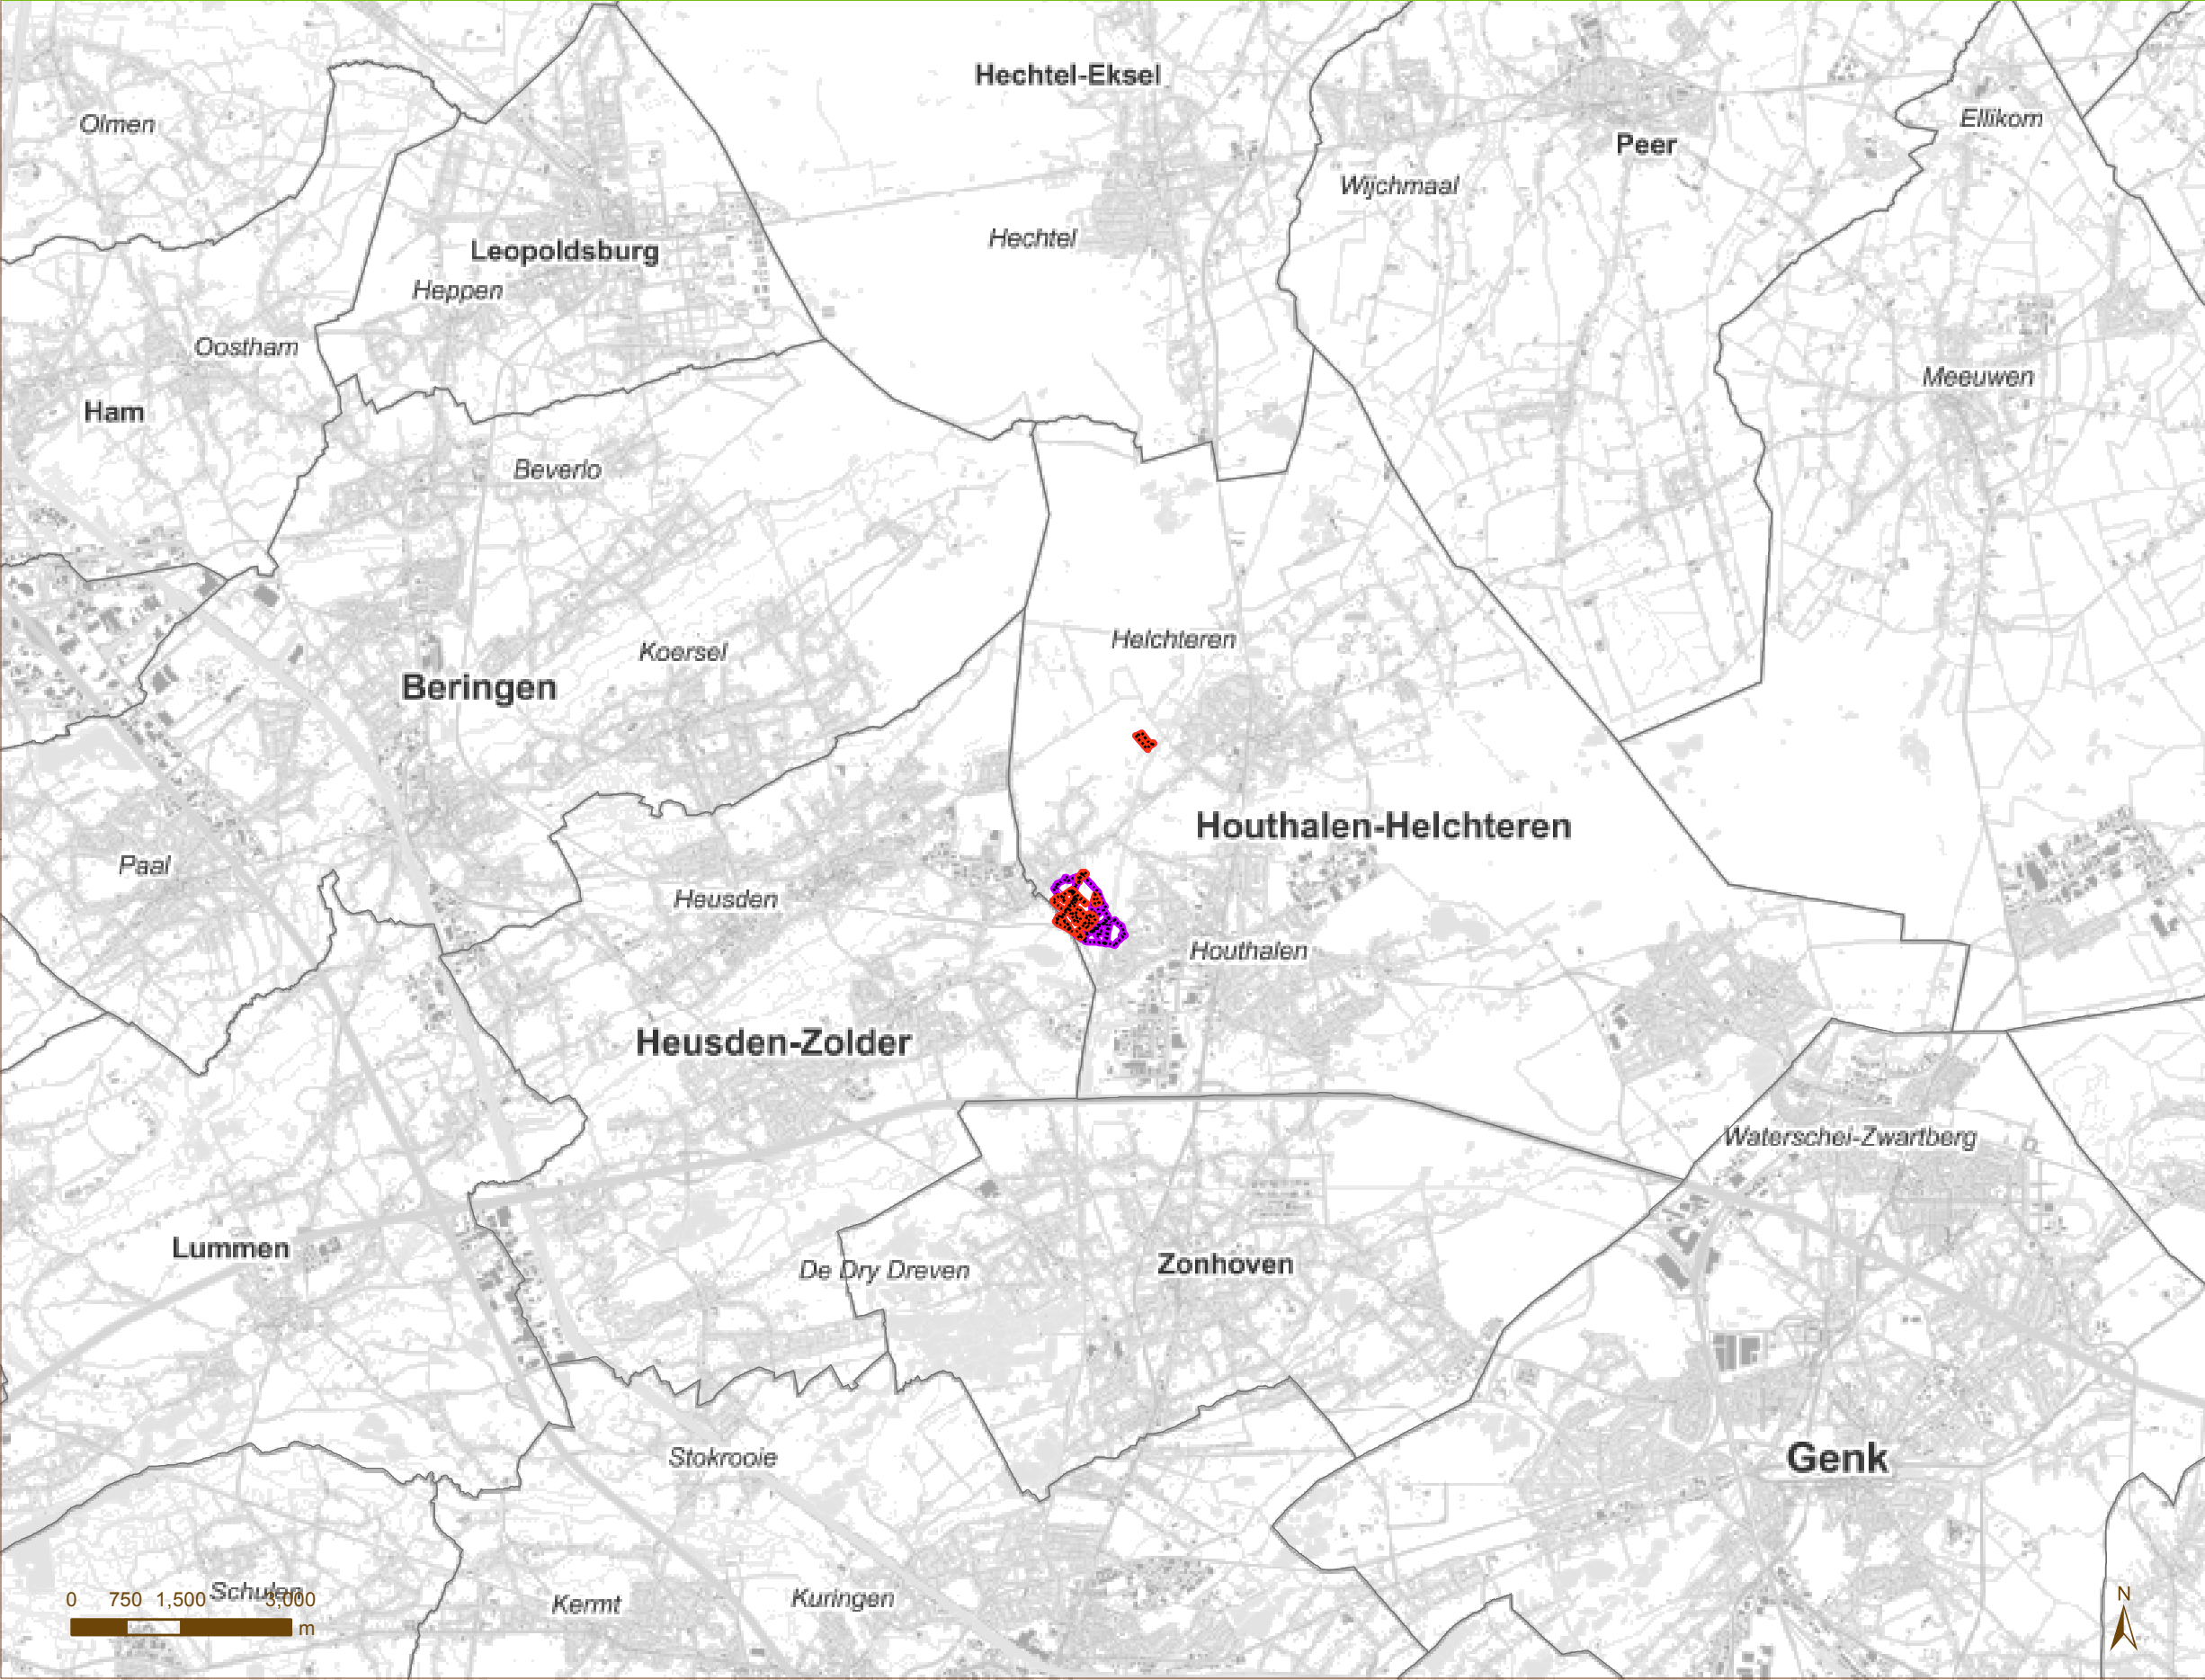 Hechtel-Eksel
Olmen
Ellikom
Peer
Wijchmaal
Hechtel
Leopoldsburg
Heppen
Oostham
Meeuwen
Ham
Beverlo
Helchteren
Koersel
Beringen
Houthalen-Helchteren
Paal
Heusden
Houthalen
Heusden-Zolder
Waterschei-Zwartberg
Lummen
Zonhoven
De Dry Dreven
Stokrooie
Genk
Schulen
Kermt
Kuringen
0 750 1,500 3,000
m
N